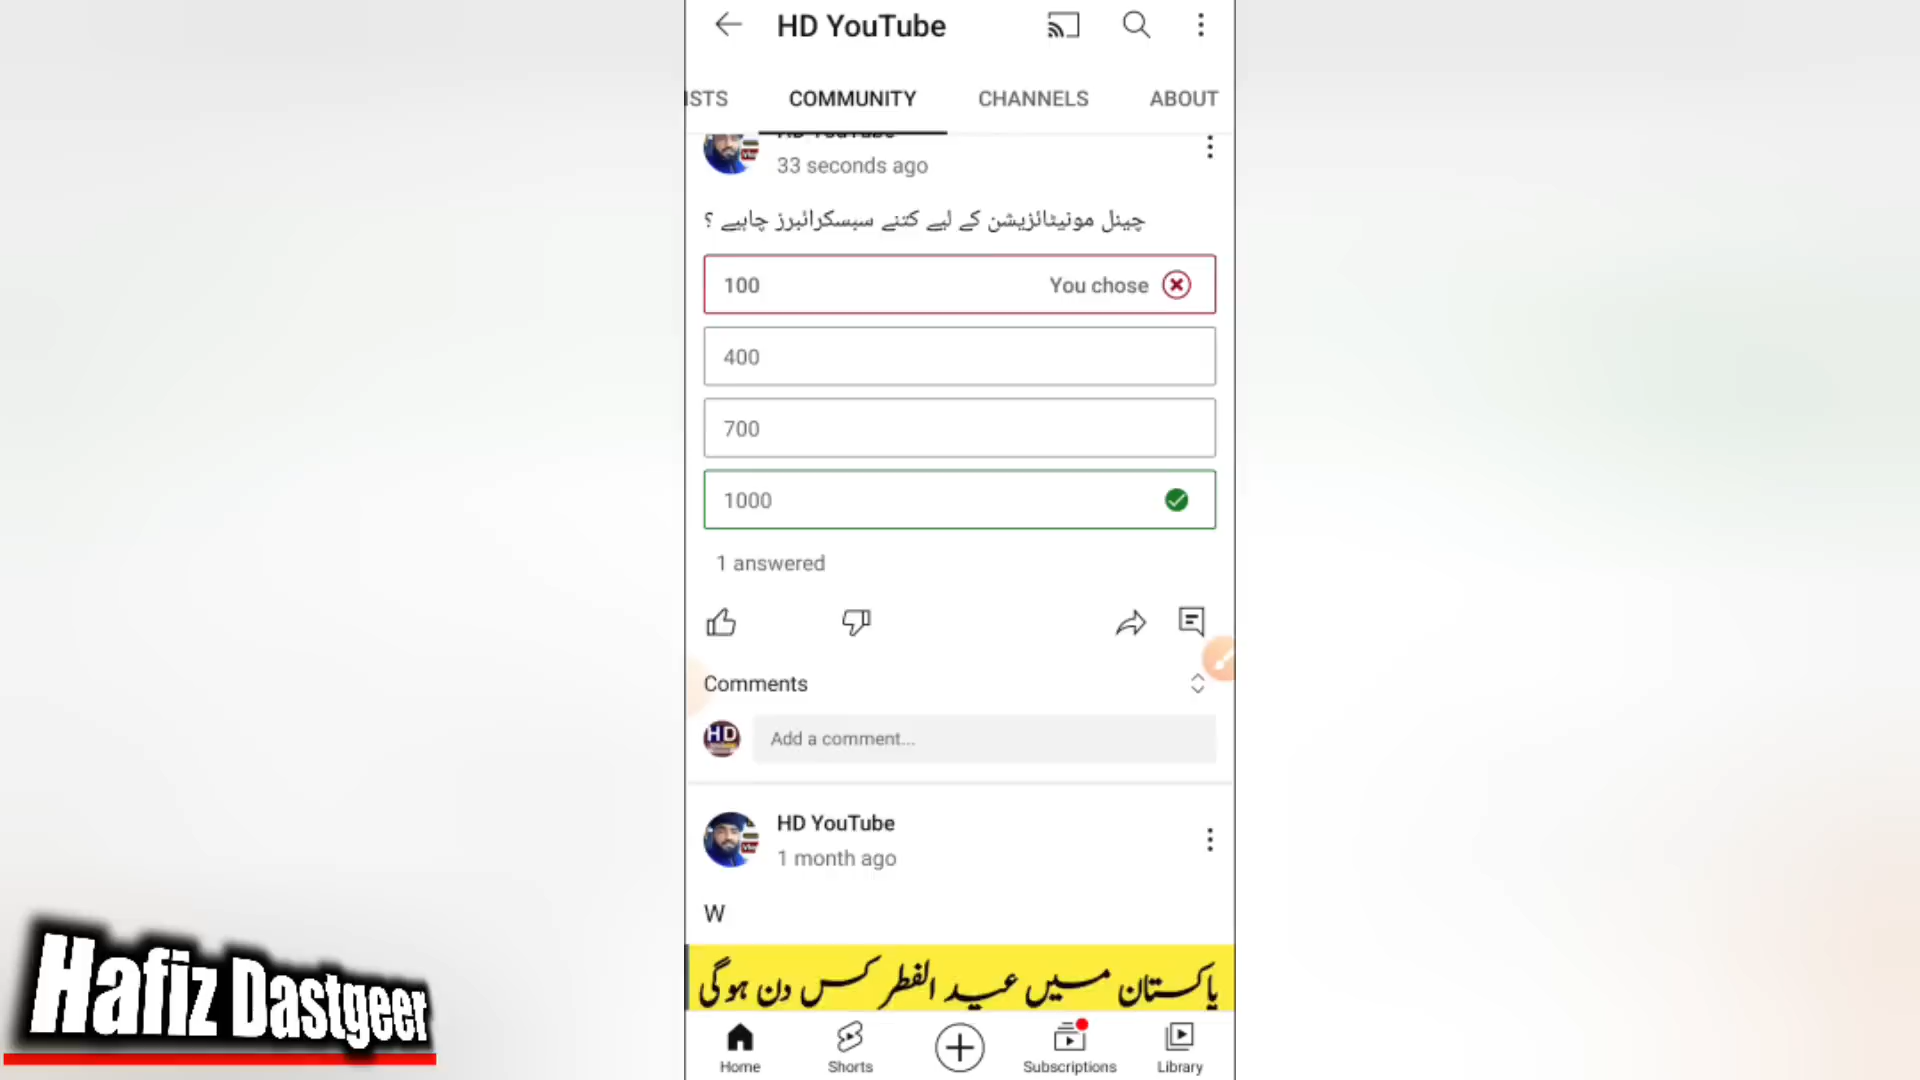 HD YouTube
ISTS COMMUNITY CHANNELS ABOUT
HD YouTube
33 seconds ago
چینل مونیٹائزیشن کے لیے کتنے سبسکرائبرز چاہیے ؟
100 You chose
400
700
1000
1 answered
Comments
HD Add a comment...
HD YouTube
1 month ago
W
پاکستان میں عید الفطر کس دن ہوگی
Home Shorts Subscriptions Library
Hafiz Dastgeer